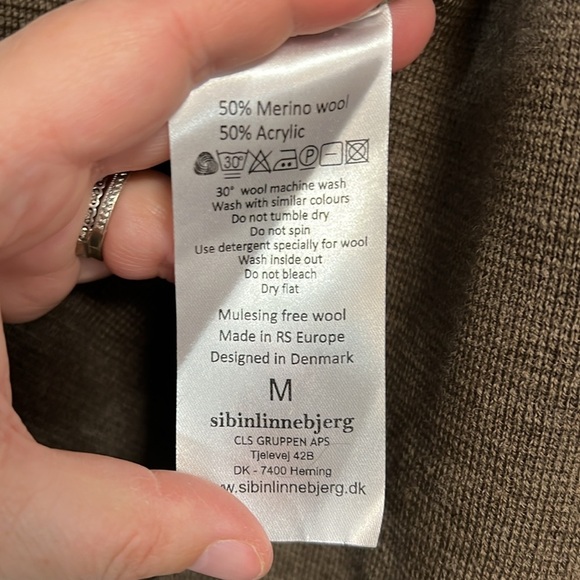 50% Merino wool
50% Acrylic
30°
P
30° wool machine wash
Wash with similar colours
Do not tumble dry
Do not spin
Use detergent specially for wool
Wash inside out
Do not bleach
Dry flat
Mulesing free wool
Made in RS Europe
Designed in Denmark
M
sibinlinnebjerg
CLS GRUPPEN APS
Tjelevej 42B
DK - 7400 Herning
w.sibinlinnebjerg.dk